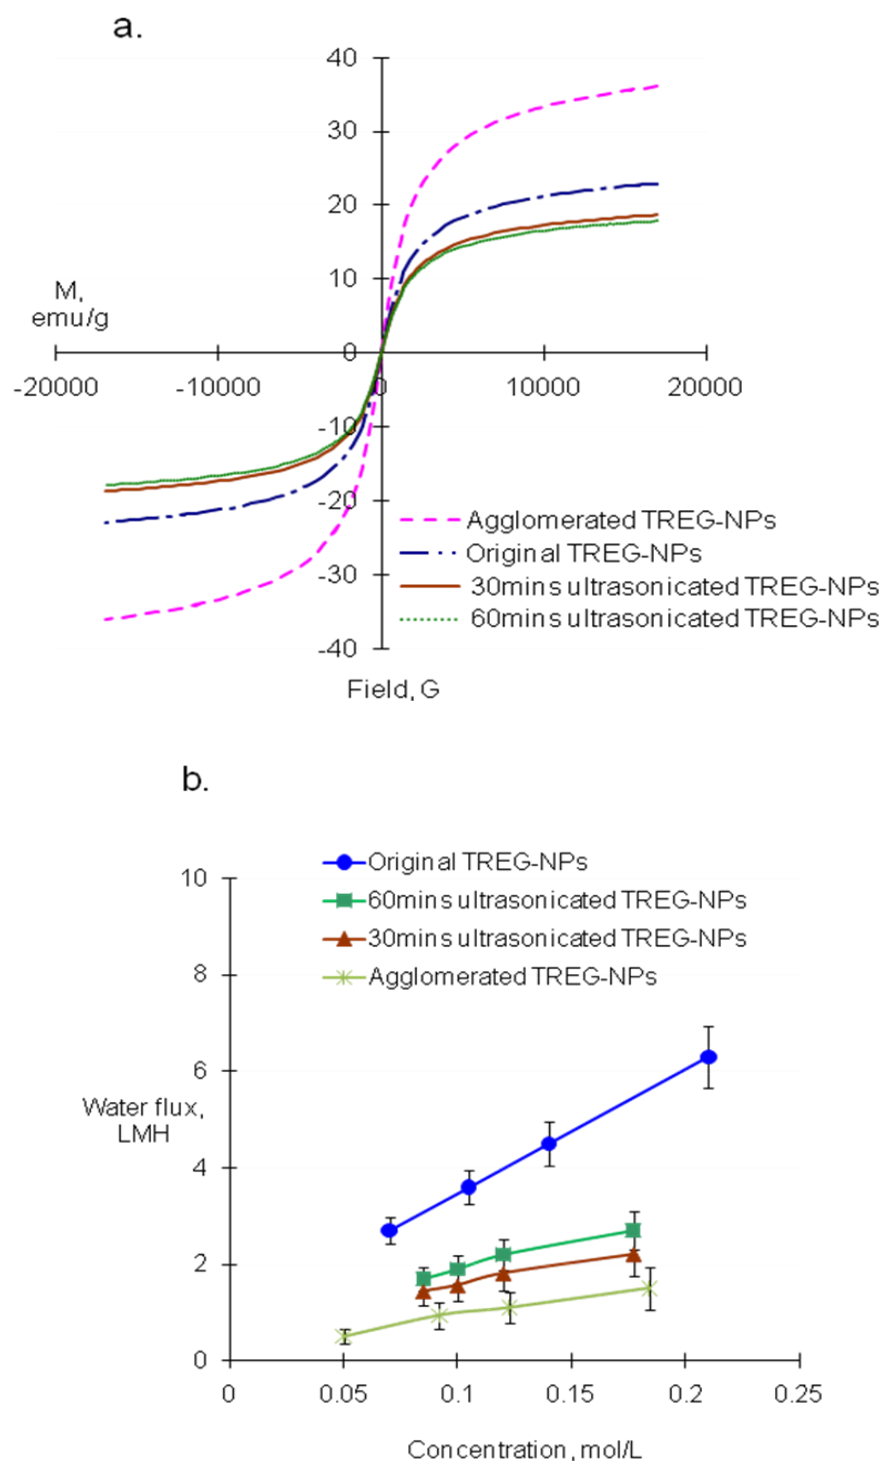 a.
40
30
20
10
0
-10
-20
-30
-40
M,
emu/g
-20000
-10000
0
10000
20000
Agglomerated TREG-NPs
Original TREG-NPs
30mins ultrasonicated TREG-NPs
60mins ultrasonicated TREG-NPs
Field, G
b.
Original TREG-NPs
60mins ultrasonicated TREG-NPs
30mins ultrasonicated TREG-NPs
Agglomerated TREG-NPs
10
8
6
4
2
0
Water flux,
LMH
0
0.05
0.1
0.15
0.2
0.25
Concentration, mol/L